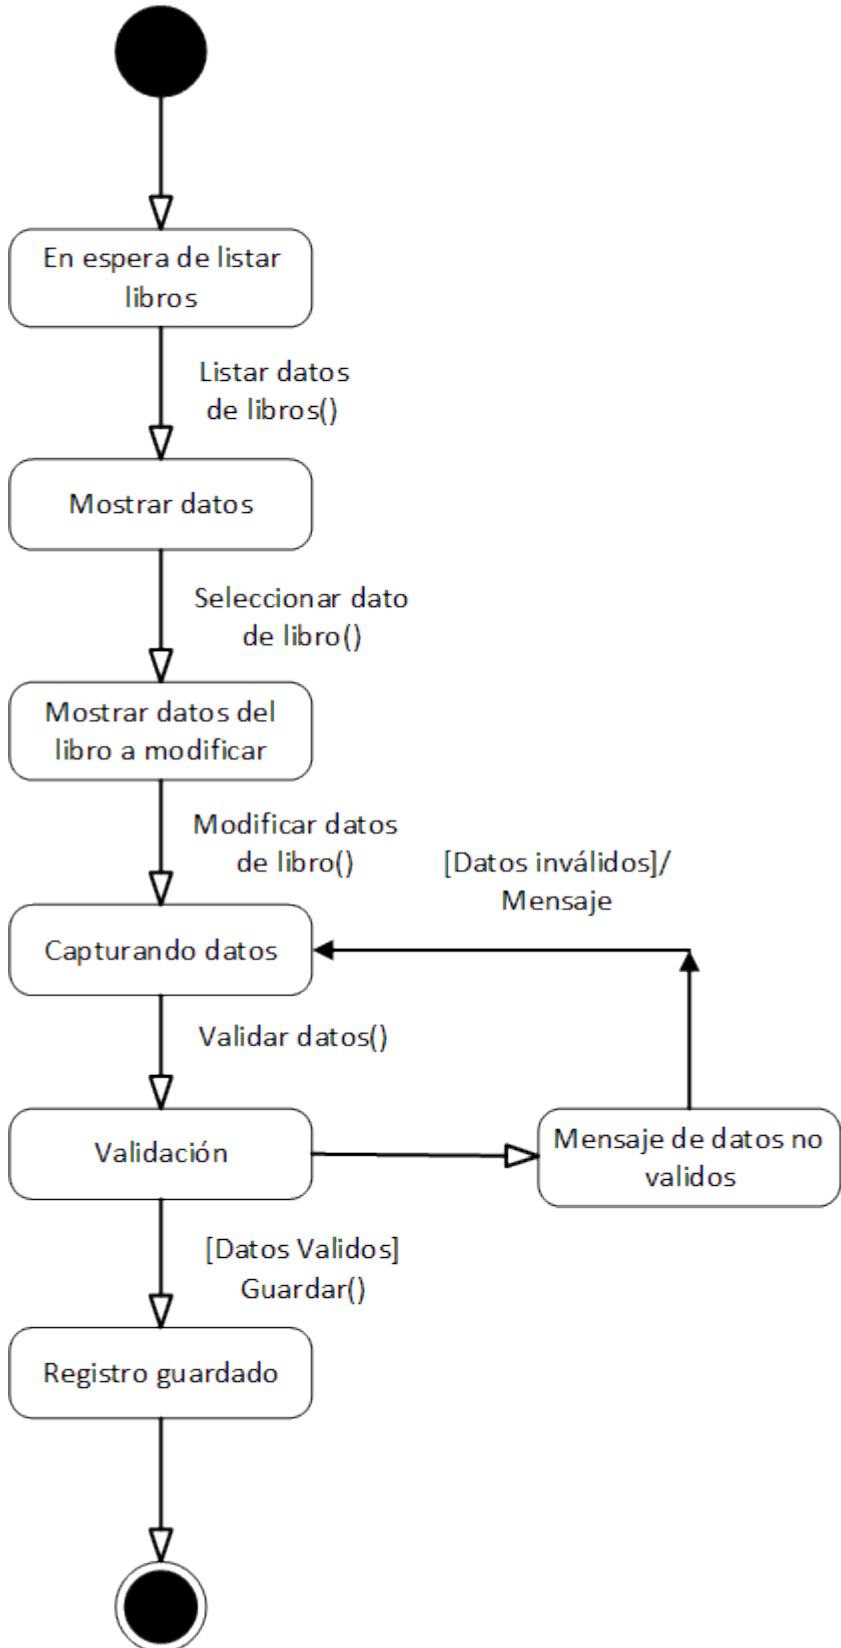 En espera de listar
libros
Listar datos
de libros()
Mostrar datos
Seleccionar dato
de libro()
Mostrar datos del
libro a modificar
Modificar datos
de libro()
[Datos inválidos]/
Mensaje
Capturando datos
Validar datos()
Validación
Mensaje de datos no
validos
[Datos Validos]
Guardar()
Registro guardado